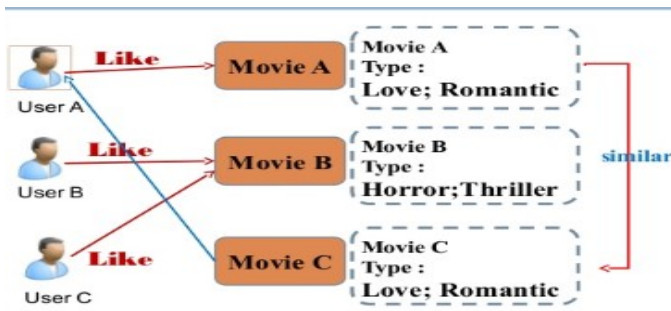 Like
User A
Movie A
Movie A
Type :
Love; Romantic
Like
User B
Movie B
Movie B
Type :
Horror;Thriller
similar
Like
User C
Movie C
Movie C
Type :
Love; Romantic